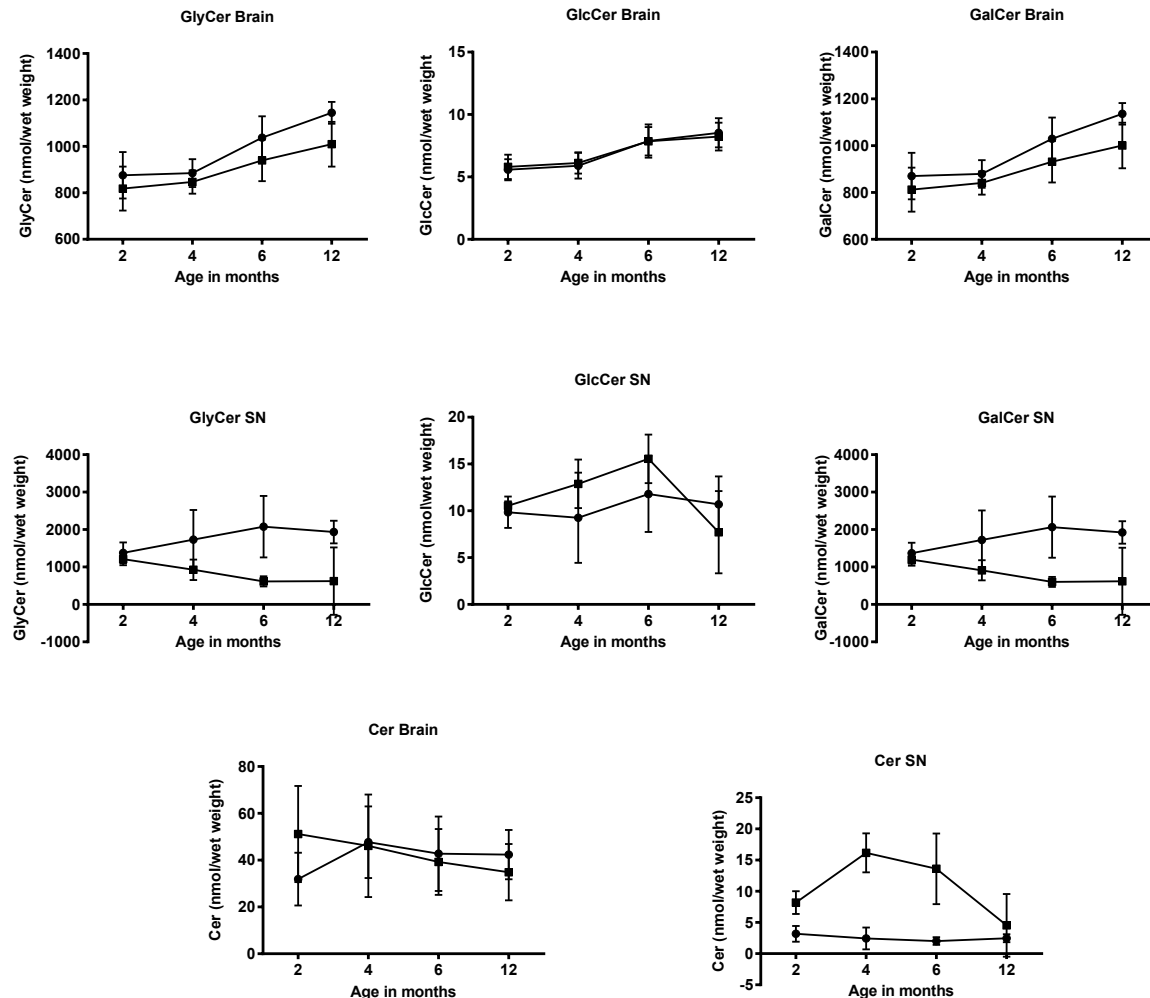 GlyCer Brain
GlyCer (nmol/wet weight)
1400
1200
1000
800
600
2 4 6 12
Age in months
GlcCer Brain
GlcCer (nmol/wet weight
15
10
5
0
2 4 6 12
Age in months
GalCer Brain
GalCer (nmol/wet weight)
1400
1200
1000
800
600
2 4 6 12
Age in months
GlyCer SN
GlyCer (nmol/wet weight)
4000
3000
2000
1000
0
-1000
2 4 6 12
Age in months
GlcCer SN
GlcCer (nmol\wet weight)
20
15
10
5
0
2 4 6 12
Age in months
GalCer SN
GalCer (nmol/wet weight)
4000
3000
2000
1000
0
-1000
2 4 6 12
Age in months
Cer Brain
Cer (nmol/wet weight)
80
60
40
20
0
2 4 6 12
Age in months
Cer SN
Cer (nmol/wet weight)
25
20
15
10
5
0
-5
2 4 6 12
Age in months